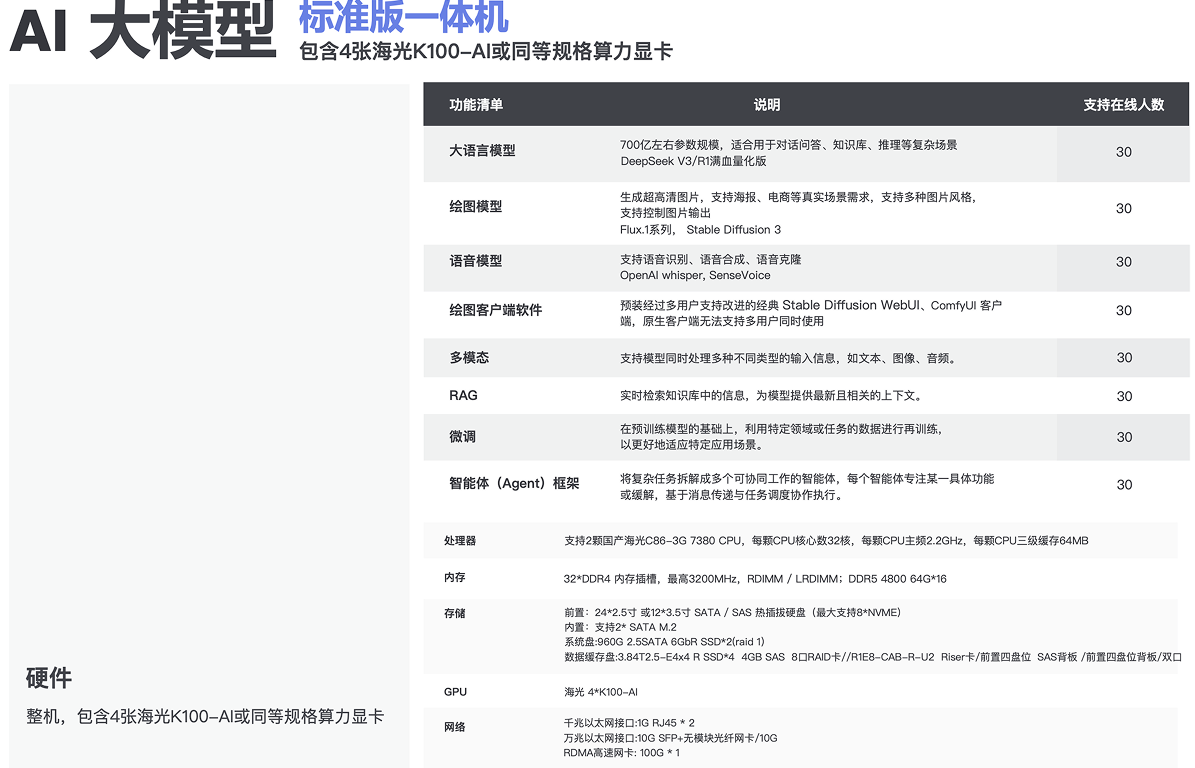 AI 大模型
标准版一体机
包含4张海光K100-AI或同等规格算力显卡
功能清单 说明 支持在线人数
大语言模型
700亿左右参数规模，适合用于对话问答、知识库、推理等复杂场景
DeepSeek V3/R1满血量化版
30
绘图模型
生成超高清图片，支持海报、电商等真实场景需求，支持多种图片风格，
支持控制图片输出
Flux.1系列， Stable Diffusion 3
30
语音模型
支持语音识别、语音合成、语音克隆
OpenAI whisper, SenseVoice
30
绘图客户端软件
预装经过多用户支持改进的经典 Stable Diffusion WebUI、ComfyUI 客户
端，原生客户端无法支持多用户同时使用
30
多模态
支持模型同时处理多种不同类型的输入信息，如文本、图像、音频。
30
RAG
实时检索知识库中的信息，为模型提供最新且相关的上下文。
30
微调
在预训练模型的基础上，利用特定领域或任务的数据进行再训练，
以更好地适应特定应用场景。
30
智能体（Agent）框架
将复杂任务拆解成多个可协同工作的智能体，每个智能体专注某一具体功能
或缓解，基于消息传递与任务调度协作执行。
30
硬件
整机，包含4张海光K100-AI或同等规格算力显卡
处理器
支持2颗国产海光C86-3G 7380 CPU，每颗CPU核心数32核，每颗CPU主频2.2GHz，每颗CPU三级缓存64MB
内存
32*DDR4 内存插槽，最高3200MHz，RDIMM / LRDIMM；DDR5 4800 64G*16
存储
前置：24*2.5寸 或12*3.5寸 SATA / SAS 热插拔硬盘（最大支持8*NVME）
内置：支持2* SATA M.2
系统盘:960G 2.5SATA 6GbR SSD*2(raid 1)
数据缓存盘:3.84T2.5-E4x4 R SSD*4 4GB SAS 8口RAID卡//R1E8-CAB-R-U2 Riser卡/前置四盘位 SAS背板 /前置四盘位背板/双口
GPU
海光 4*K100-AI
网络
千兆以太网接口:1G RJ45 * 2
万兆以太网接口:10G SFP+无模块光纤网卡/10G
RDMA高速网卡: 100G * 1